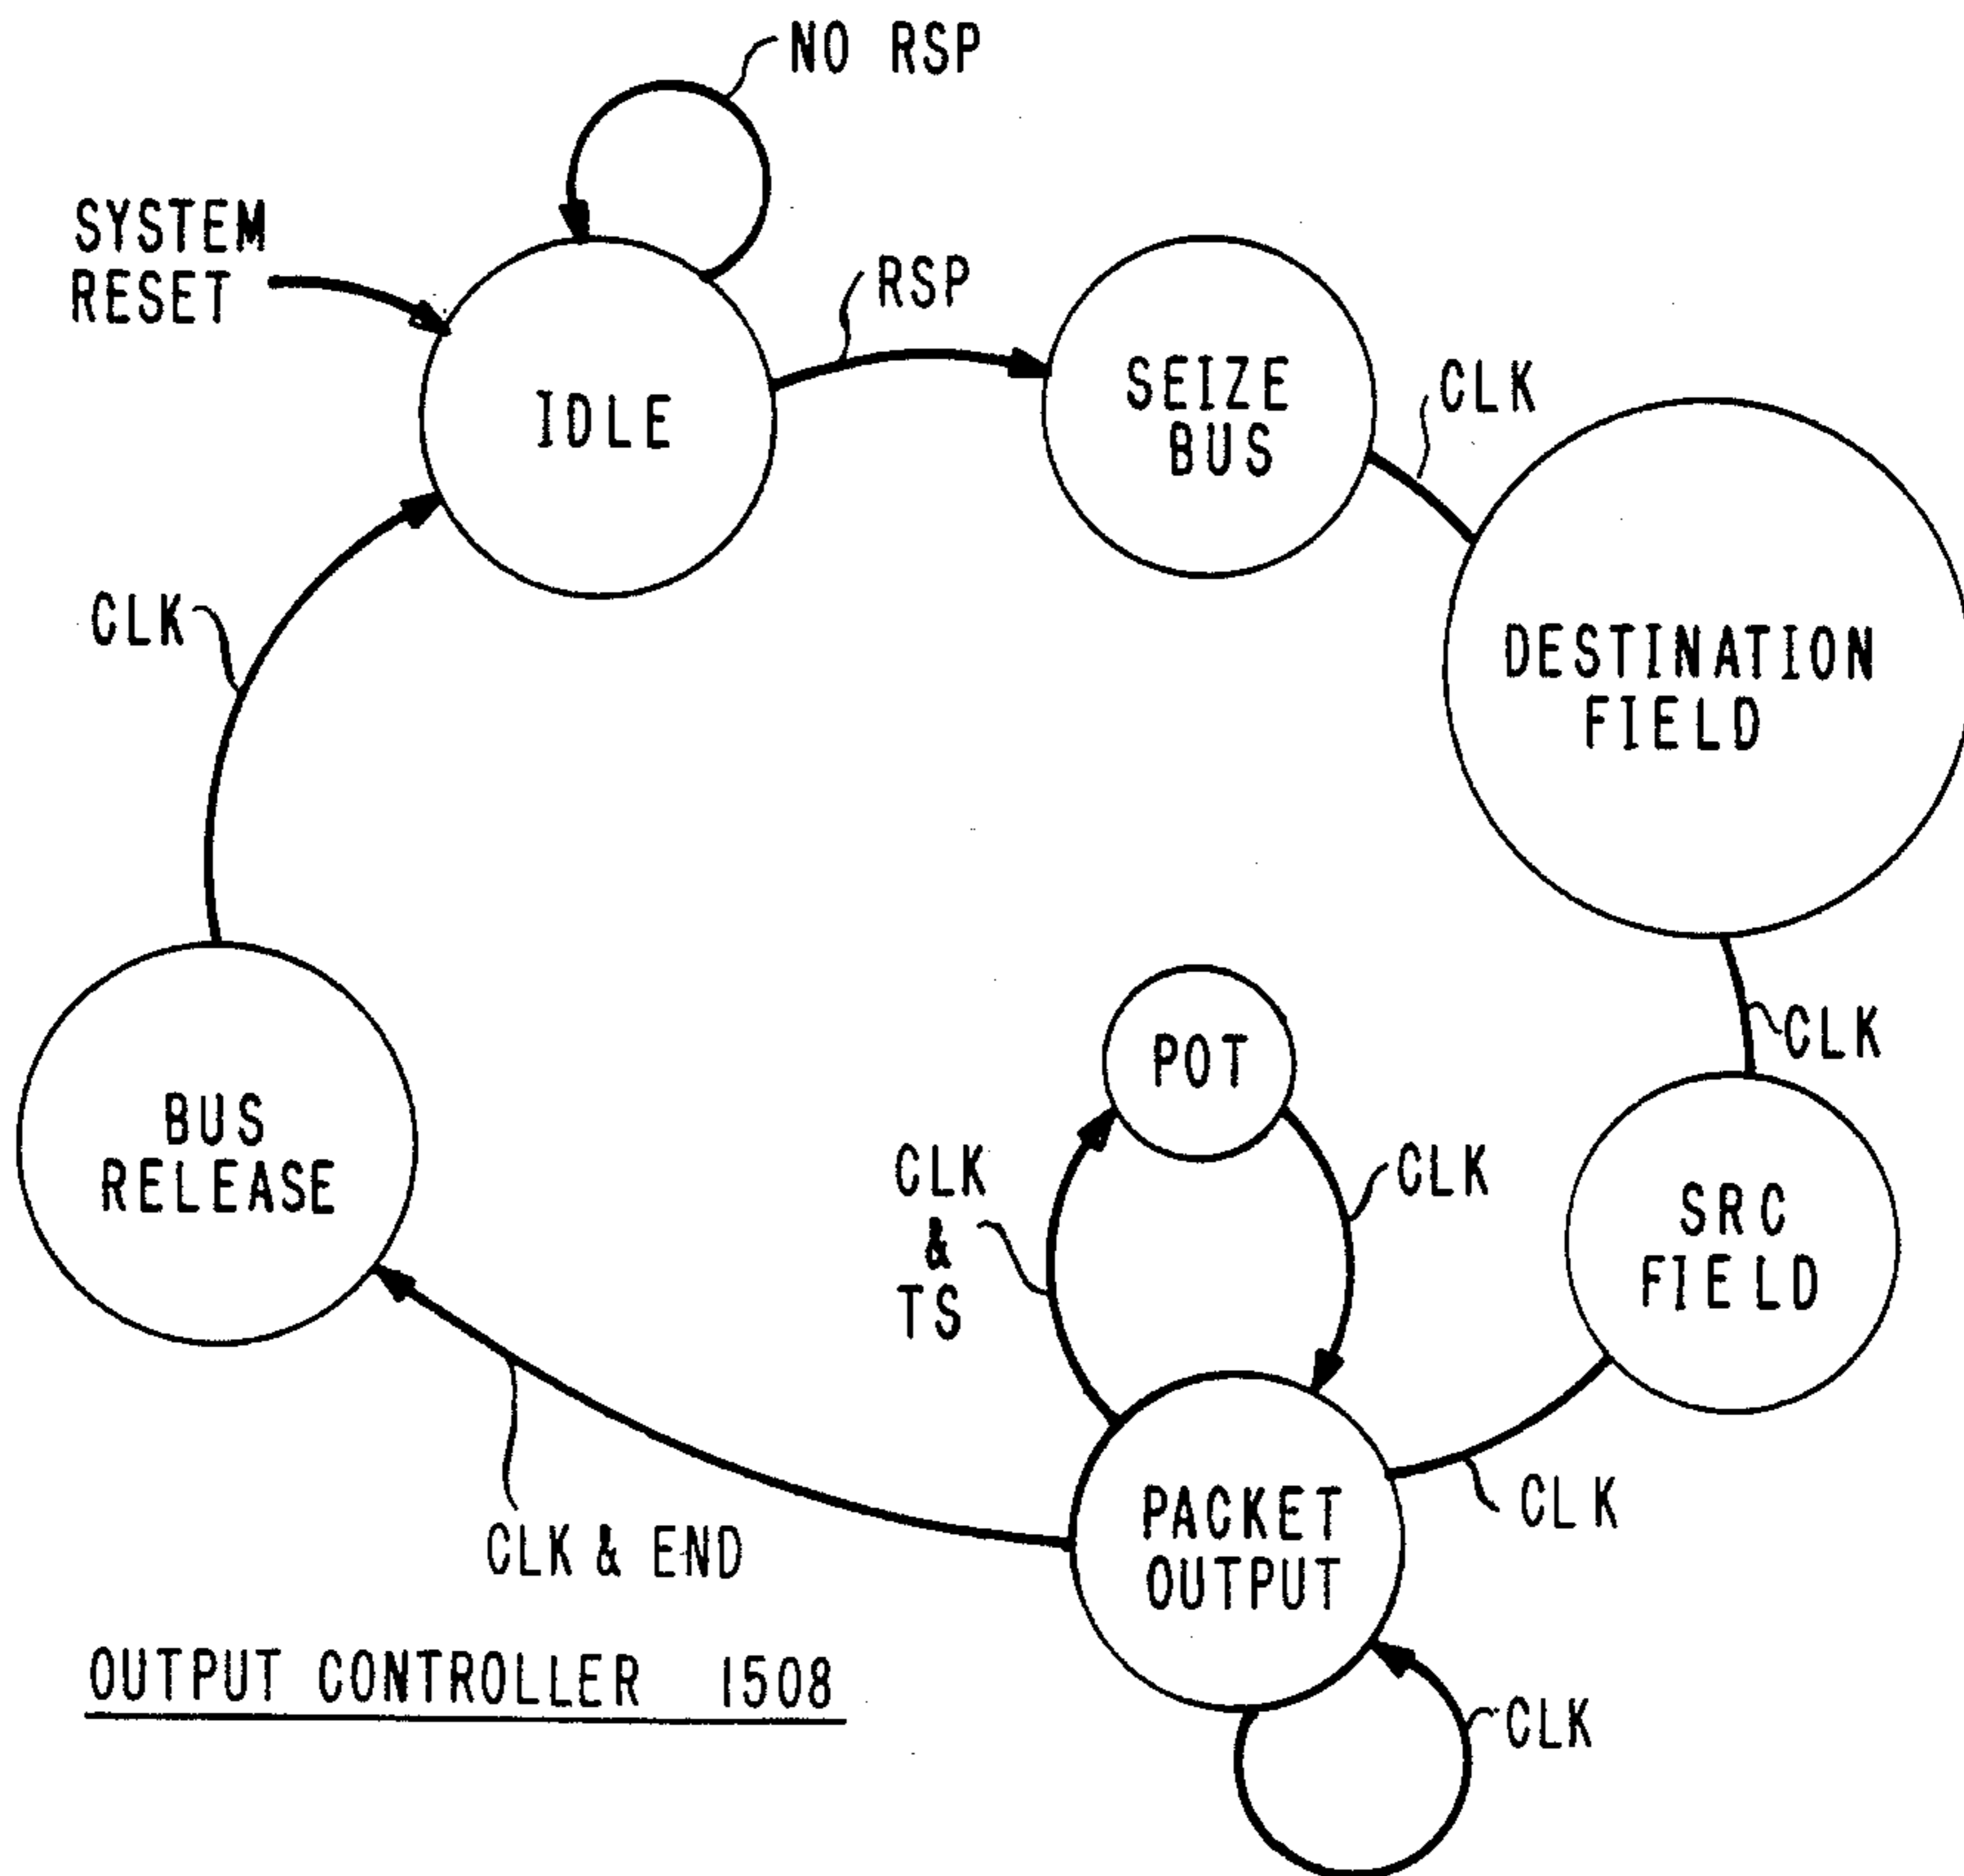 NO RSP
SYSTEM
RESET
RSP
IDLE
SEIZE
BUS
CLK
DESTINATION
FIELD
CLK
CLK
POT
BUS
RELEASE
CLK
&
TS
CLK
SRC
FIELD
PACKET
OUTPUT
CLK
CLK & END
OUTPUT CONTROLLER 1508
CLK